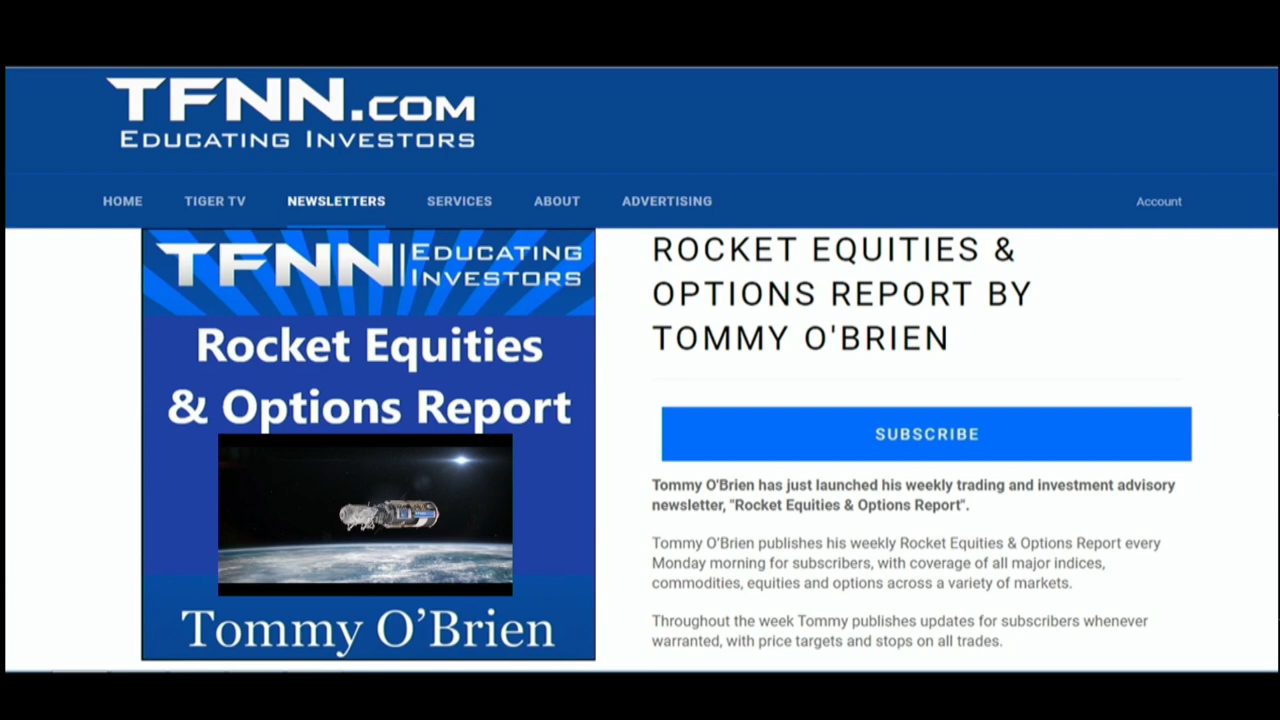 TFNN.COM
EDUCATING INVESTORS
HOME TIGER TV NEWSLETTERS SERVICES ABOUT ADVERTISING Account
TFNN EDUCATING
INVESTORS
Rocket Equities
& Options Report
Tommy O’Brien
ROCKET EQUITIES &
OPTIONS REPORT BY
TOMMY O'BRIEN
SUBSCRIBE
Tommy O'Brien has just launched his weekly trading and investment advisory
newsletter, "Rocket Equities & Options Report".
Tommy O’Brien publishes his weekly Rocket Equities & Options Report every
Monday morning for subscribers, with coverage of all major indices,
commodities, equities and options across a variety of markets.
Throughout the week Tommy publishes updates for subscribers whenever
warranted, with price targets and stops on all trades.